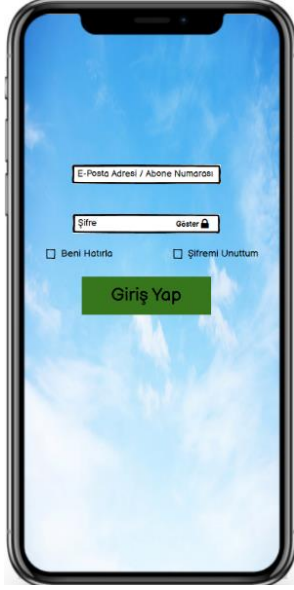 E-Posta Adresi / Abone Numarası
Şifre Göster
Beni Hatırla Şifremi Unuttum
Giriş Yap